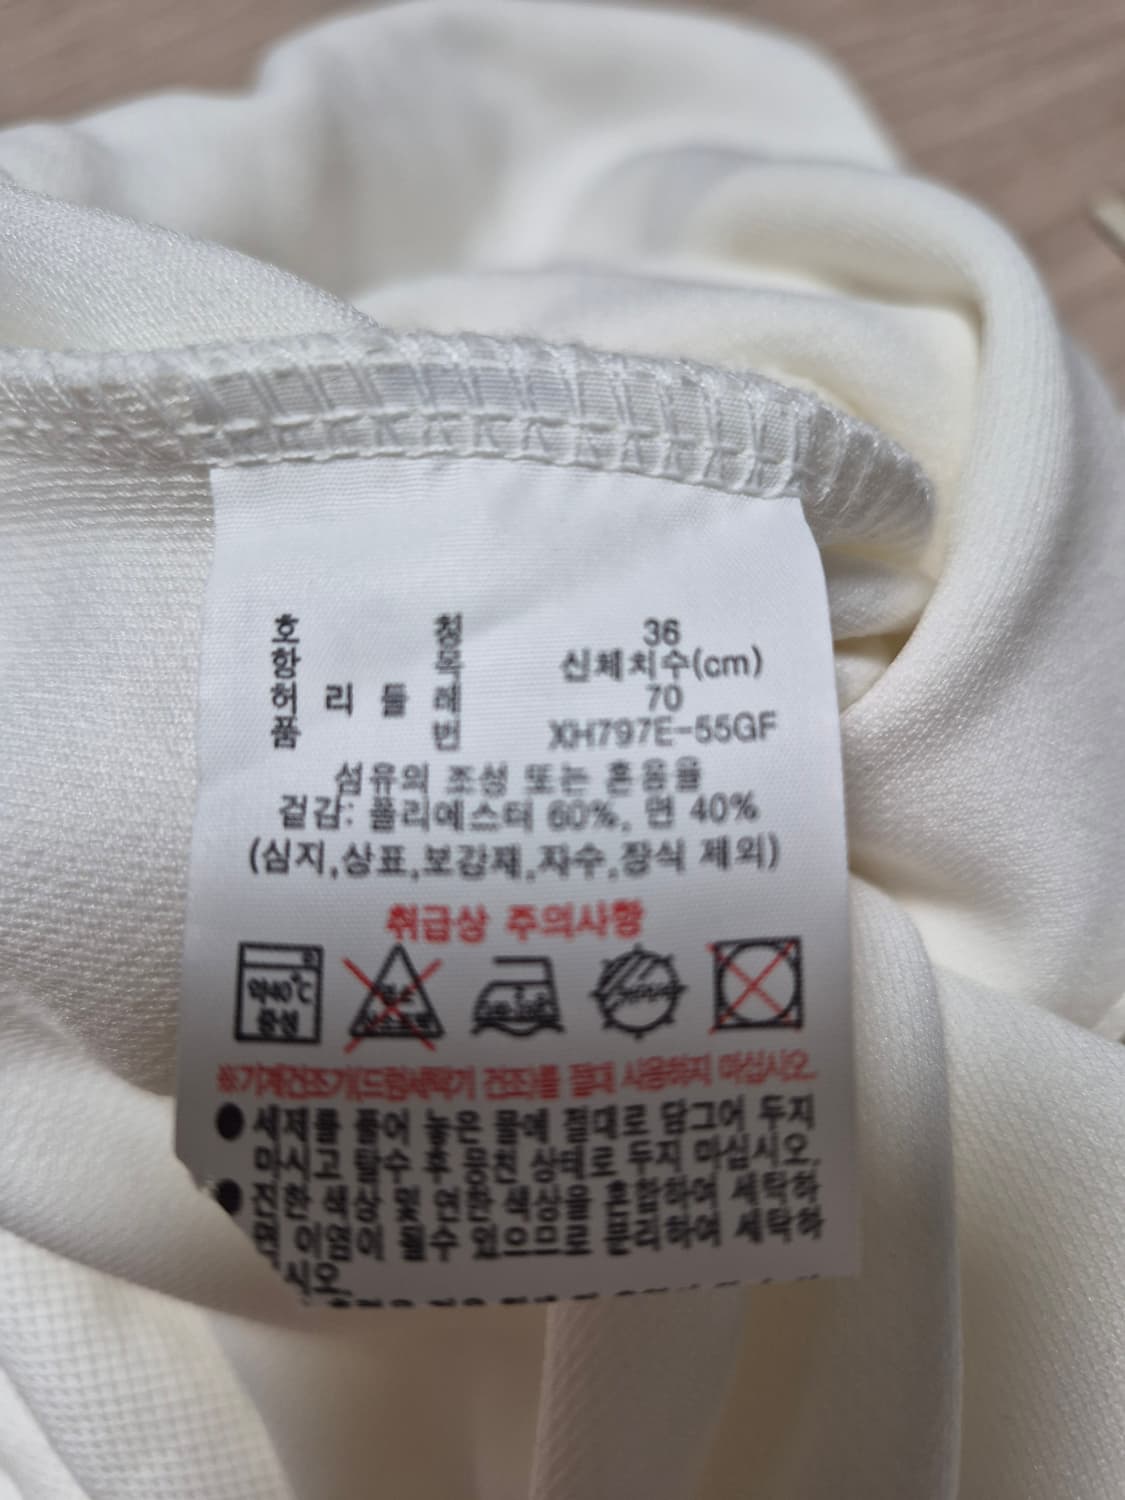 호 칭 36
항 목 신체치수(cm)
허 리 둘 레 70
품 번 XH797E-55GF
섬유의 조성 또는 혼용율
겉감: 폴리에스터 60%, 면 40%
(심지,상표,보강재,자수,장식 제외)
취급상 주의사항
약40℃
중성
※기계건조기(드럼세탁기 건조)를 절대 사용하지 마십시오.
● 세제를 풀어 놓은 물에 절대로 담그어 두지
마시고 탈수 후 뭉친 상태로 두지 마십시오.
● 진한 색상 및 연한 색상을 혼합하여 세탁하
면 이염이 될수 있으므로 분리하여 세탁하
시오.